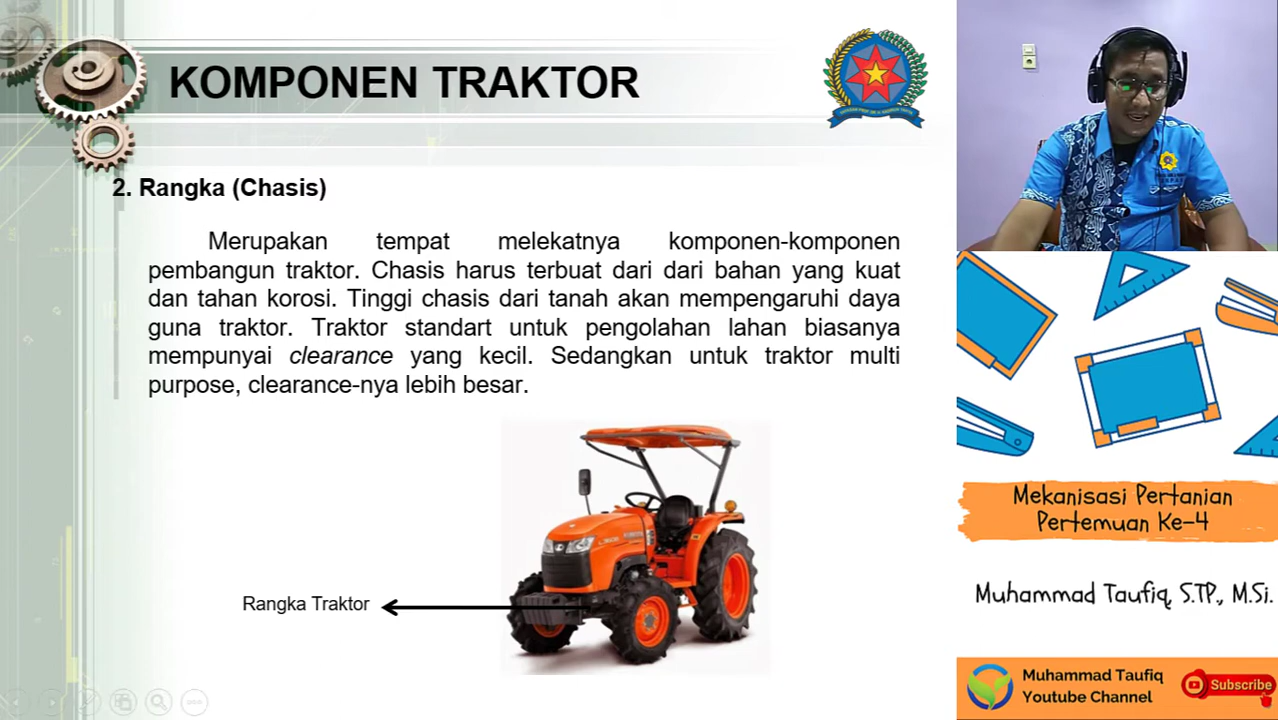 KOMPONEN TRAKTOR
2. Rangka (Chasis)
Merupakan tempat melekatnya komponen-komponen
pembangun traktor. Chasis harus terbuat dari dari bahan yang kuat
dan tahan korosi. Tinggi chasis dari tanah akan mempengaruhi daya
guna traktor. Traktor standart untuk pengolahan lahan biasanya
mempunyai clearance yang kecil. Sedangkan untuk traktor multi
purpose, clearance-nya lebih besar.
Rangka Traktor
Mekanisasi Pertanian
Pertemuan Ke-4
Muhammad Taufiq, S.TP., M.Si.
Muhammad Taufiq
Youtube Channel
Subscribe